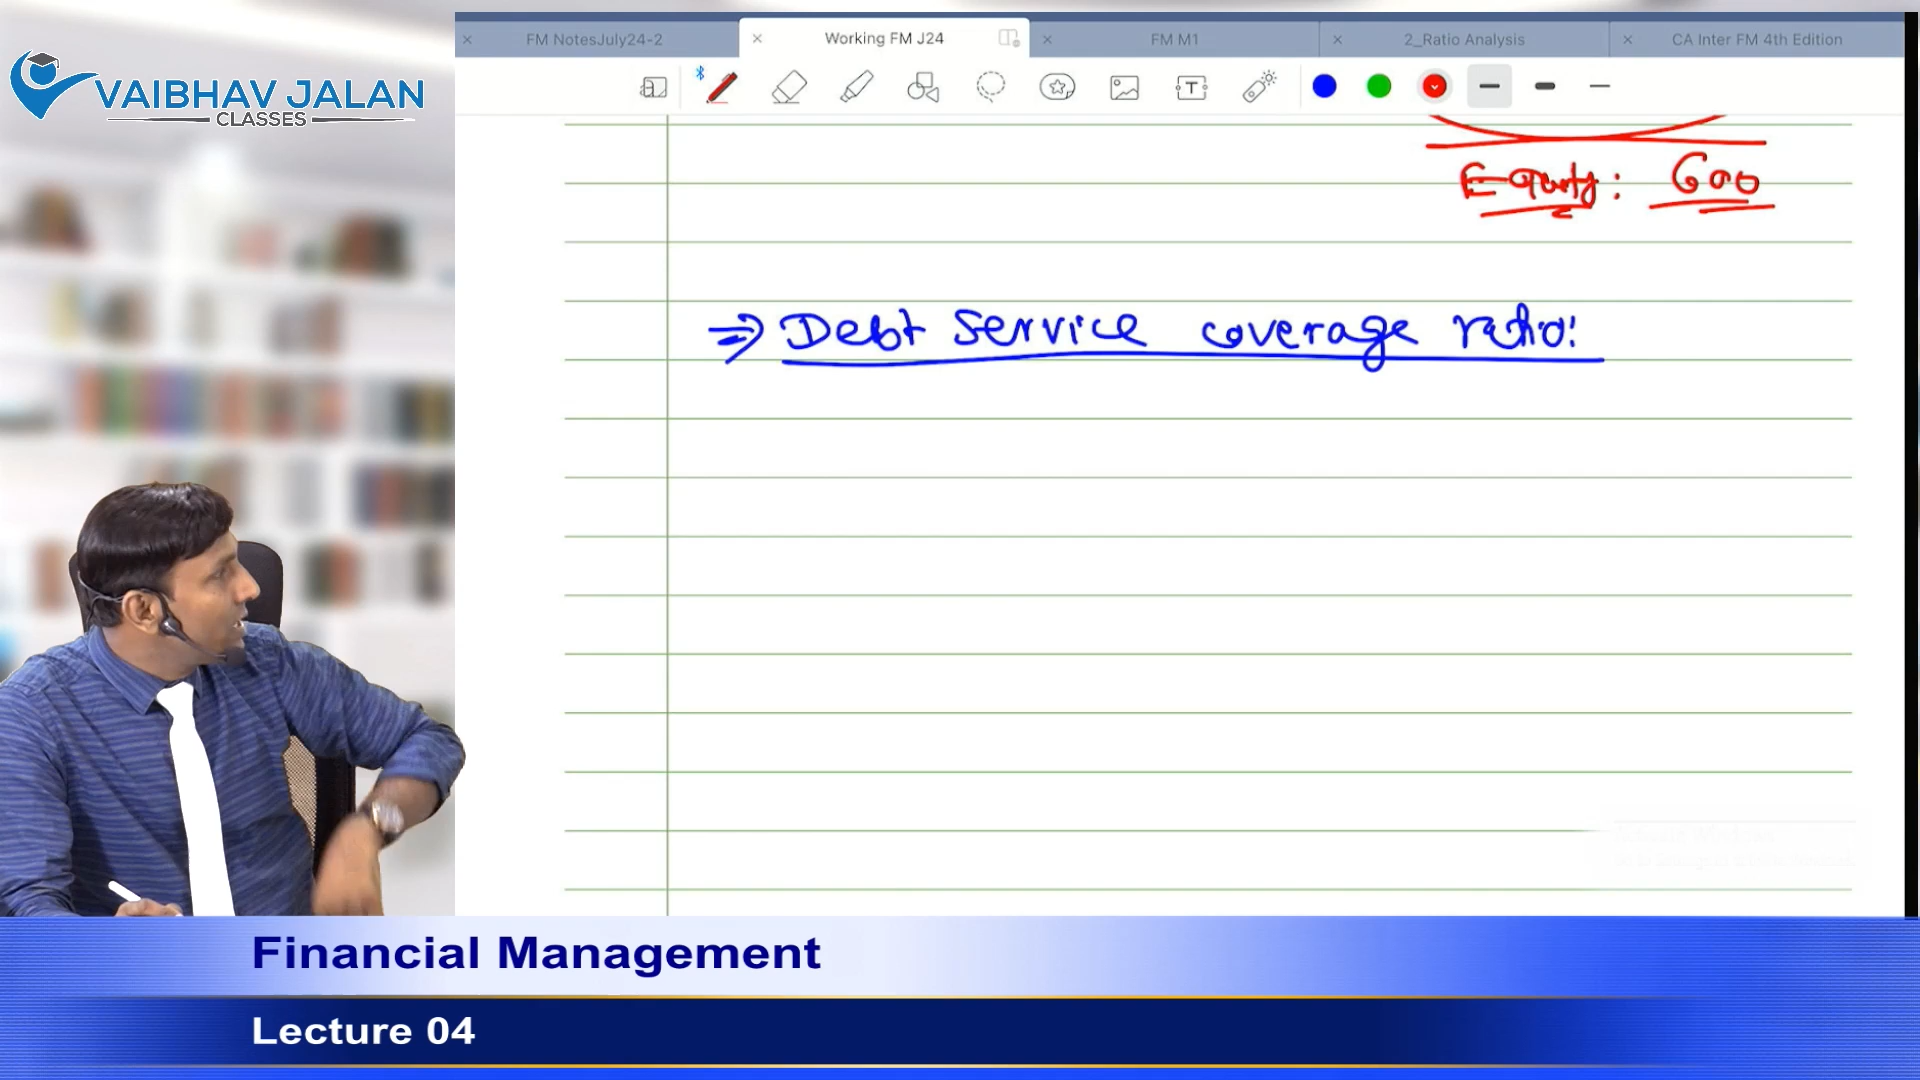 VAIBHAV JALAN
CLASSES
FM NotesJuly24-2
Working FM J24
FM M1
2_Ratio Analysis
CA Inter FM 4th Edition
Equity: 600
⇒ Debt Service coverage ratio:
Financial Management
Lecture 04